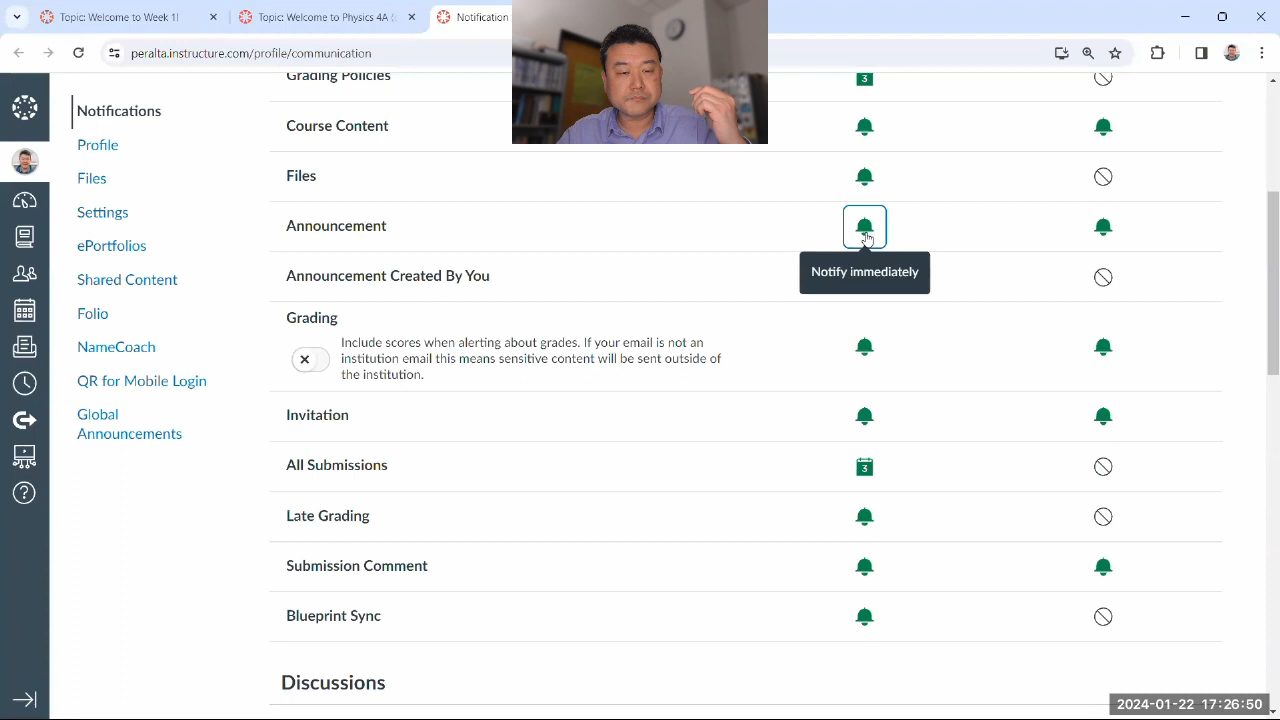 Topic: Welcome to Week 1!
Topic: Welcome to Physics 4A
Notification
peralta.instructure.com/profile/communication
Notifications
Profile
Files
Settings
ePortfolios
Shared Content
Folio
NameCoach
QR for Mobile Login
Global
Announcements
Grading Policies
3
Course Content
Files
Announcement
Notify immediately
Announcement Created By You
Grading
Include scores when alerting about grades. If your email is not an
institution email this means sensitive content will be sent outside of
the institution.
Invitation
All Submissions
3
Late Grading
Submission Comment
Blueprint Sync
Discussions
2024-01-22 17:26:50